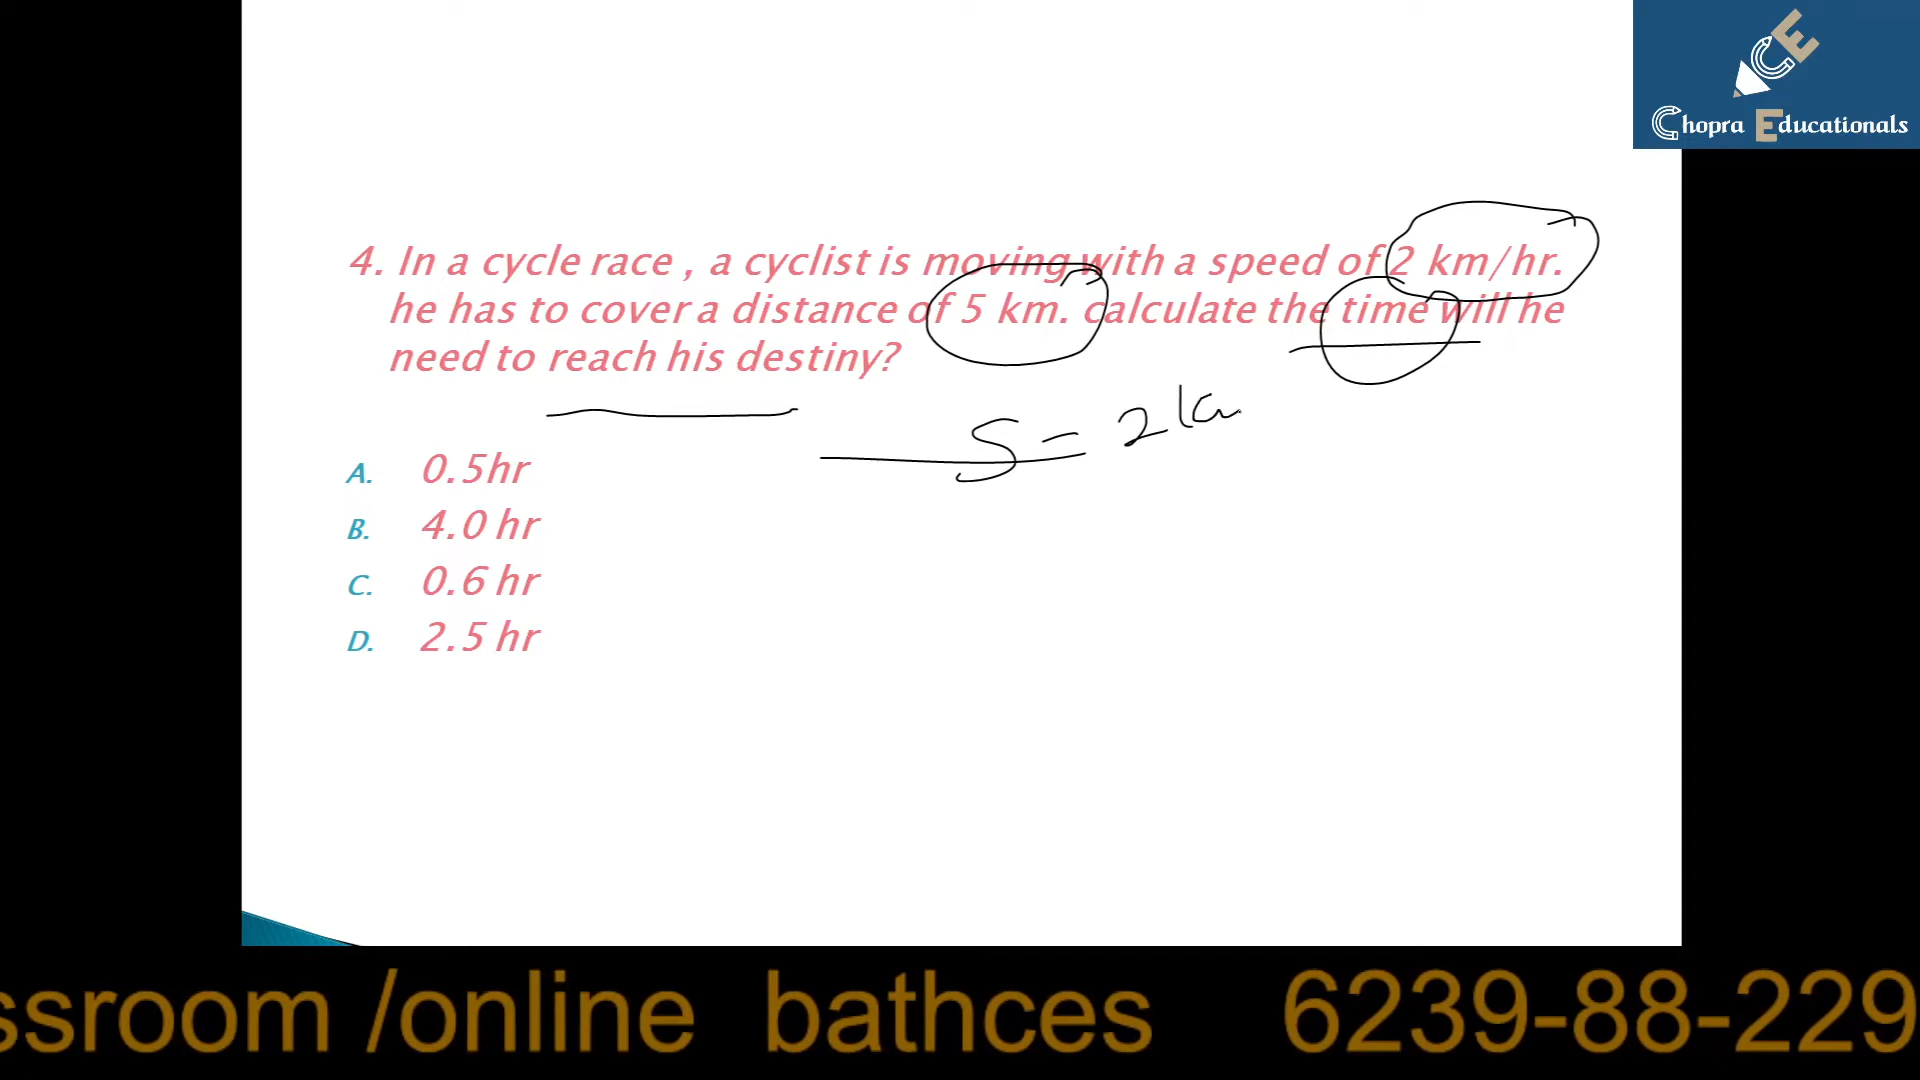 Chopra Educationals
4. In a cycle race , a cyclist is moving with a speed of 2 km/hr.
he has to cover a distance of 5 km. calculate the time will he
need to reach his destiny?
S = 2 km
A. 0.5hr
B. 4.0 hr
C. 0.6 hr
D. 2.5 hr
ssroom /online bathces 6239-88-229